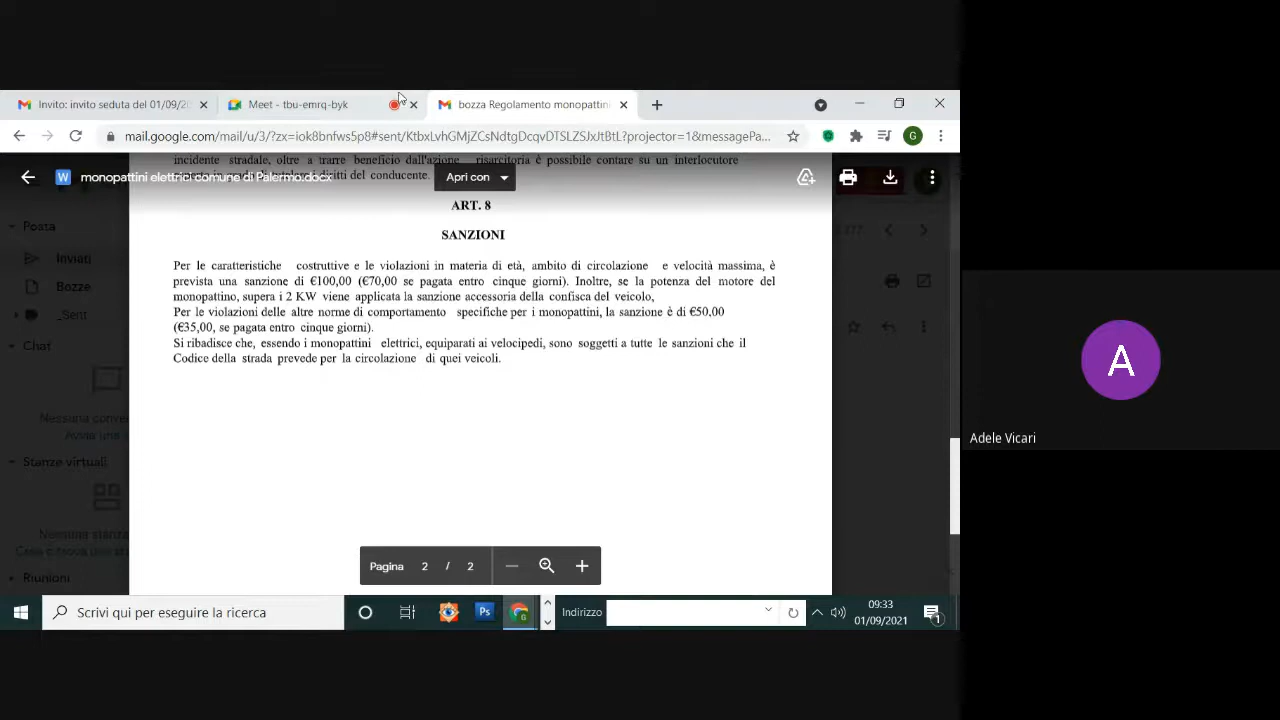 Invito: invito seduta del 01/09/20
Meet - tbu-emrq-byk
bozza Regolamento monopattini
mail.google.com/mail/u/3/?zx=iok8bnfws5p8#sent/KtbxLvhGMjZCsNdtgDcqvDTSLZSJxJtBtL?projector=1&messagePa...
G
incidente stradale, oltre a trarre beneficio dall'azione risarcitoria è possibile contare su un interlocutore
i diritti del conducente.
W monopattini elettrici comune di Palermo.docx
Apri con
Posta
Inviati
Bozze
_Sent
Chat
Nessuna
Avvia una
Stanze virtuali
Nessuna
Riunioni
ART. 8
SANZIONI
Per le caratteristiche costruttive e le violazioni in materia di età, ambito di circolazione e velocità massima, è
prevista una sanzione di €100,00 (€70,00 se pagata entro cinque giorni). Inoltre, se la potenza del motore del
monopattino, supera i 2 KW viene applicata la sanzione accessoria della confisca del veicolo,
Per le violazioni delle altre norme di comportamento specifiche per i monopattini, la sanzione è di €50,00
(€35,00, se pagata entro cinque giorni).
Si ribadisce che, essendo i monopattini elettrici, equiparati ai velocipedi, sono soggetti a tutte le sanzioni che il
Codice della strada prevede per la circolazione di quei veicoli.
Pagina 2 / 2
A
Adele Vicari
Scrivi qui per eseguire la ricerca
Ps
Indirizzo
09:33
01/09/2021
1